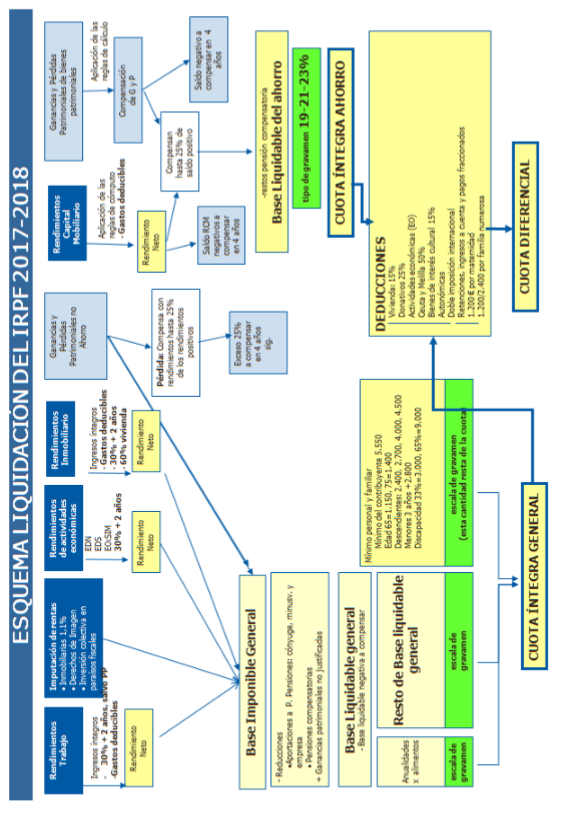 ESQUEMA LIQUIDACIÓN DEL IRPF 2017-2018
Rendimientos
Trabajo
Ingresos íntegros
- 30% + 2 años, salvo PP
-Gastos deducibles
Rendimiento
Neto
Imputación de rentas
• Inmobiliarias 1,1%
• Derechos de Imagen
• Inversión colectiva en
paraísos fiscales
Rendimientos
de actividades
económicas
EDN
EDS
EOSIM
30% + 2 años
Rendimiento
Neto
Rendimientos
Inmobiliario
Ingresos íntegros
- Gastos deducibles
- 30% + 2 años
- 60% vivienda
Rendimiento
Neto
Ganancias y
Pérdidas
Patrimoniales no
Ahorro
Pérdida: Compensa con
rendimientos hasta 25%
de los rendimientos
positivos
Exceso 25%
a compensar
en 4 años
sig.
Rendimientos
Capital
Mobiliario
Aplicación de las
reglas de cómputo
- Gastos deducibles
Rendimiento
Neto
Saldo RCM
negativos a
compensar
en 4 años
Ganancias y Pérdidas
Patrimoniales de bienes
patrimoniales
Aplicación de las
reglas de cálculo
Compensación
de G y P
Compensan
hasta 25% de
saldo positivo
Saldo negativo a
compensar en 4
años
Base Imponible General
- Reducciones
•Aportaciones a P. Pensiones: cónyuge, minusv. y
empresa
•Pensiones compensatorias
+ Ganancias patrimoniales no justificadas
Base Liquidable general
- Base liquidable negativa a compensar
Anualidades
x alimentos
escala de
gravamen
Resto de Base liquidable
general
escala de
gravamen
Mínimo personal y familiar
Mínimo del contribuyente 5.550
Edad 65=1.150, 75=1.400
Descendientes: 2.400, 2.700, 4.000, 4.500
Menores 3 años +2.800
Discapacidad 33%=3.000, 65%=9.000
escala de gravamen
(esta cantidad resta de la cuota)
CUOTA ÍNTEGRA GENERAL
-restos pensión compensatoria
Base Liquidable del ahorro
tipo de gravamen 19-21-23%
CUOTA ÍNTEGRA AHORRO
DEDUCCIONES
Vivienda: 15%
Donativos 25%
Actividades económicas (EO)
Ceuta y Melilla 50%
Bienes de interés cultural 15%
Autonómicas
Doble imposición internacional
Retenciones, ingresos a cuenta y pagos fraccionados
1.200 € por maternidad
1.200/2.400 por familia numerosa
CUOTA DIFERENCIAL